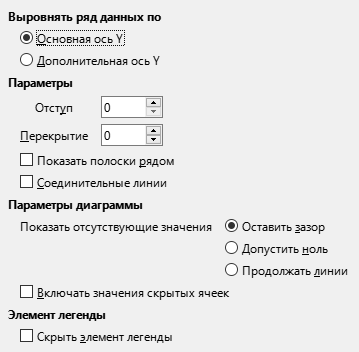 Выровнять ряд данных по
Основная ось Y
Дополнительная ось Y
Параметры
Отступ 0
Перекрытие 0
Показать полоски рядом
Соединительные линии
Параметры диаграммы
Показать отсутствующие значения Оставить зазор
Допустить ноль
Продолжать линии
Включать значения скрытых ячеек
Элемент легенды
Скрыть элемент легенды